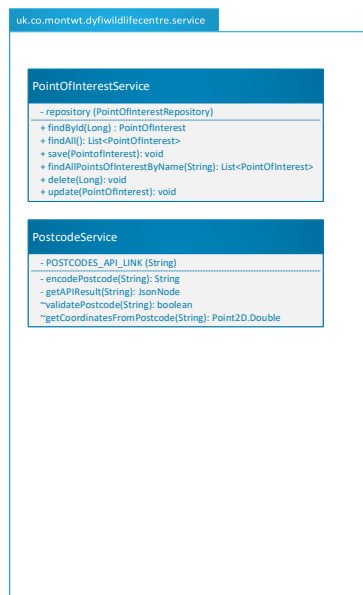 uk.co.montwt.dyfiwildlifecentre.service
PointOfInterestService
- repository (PointOfInterestRepository)
+ findById(Long) : PointOfInterest
+ findAll(): List<PointOfInterest>
+ save(PointofInterest): void
+ findAllPointsOfInterestByName(String): List<PointOfInterest>
+ delete(Long): void
+ update(PointOfInterest): void
PostcodeService
- POSTCODES_API_LINK (String)
- encodePostcode(String): String
- getAPIResult(String): JsonNode
~validatePostcode(String): boolean
~getCoordinatesFromPostcode(String): Point2D.Double